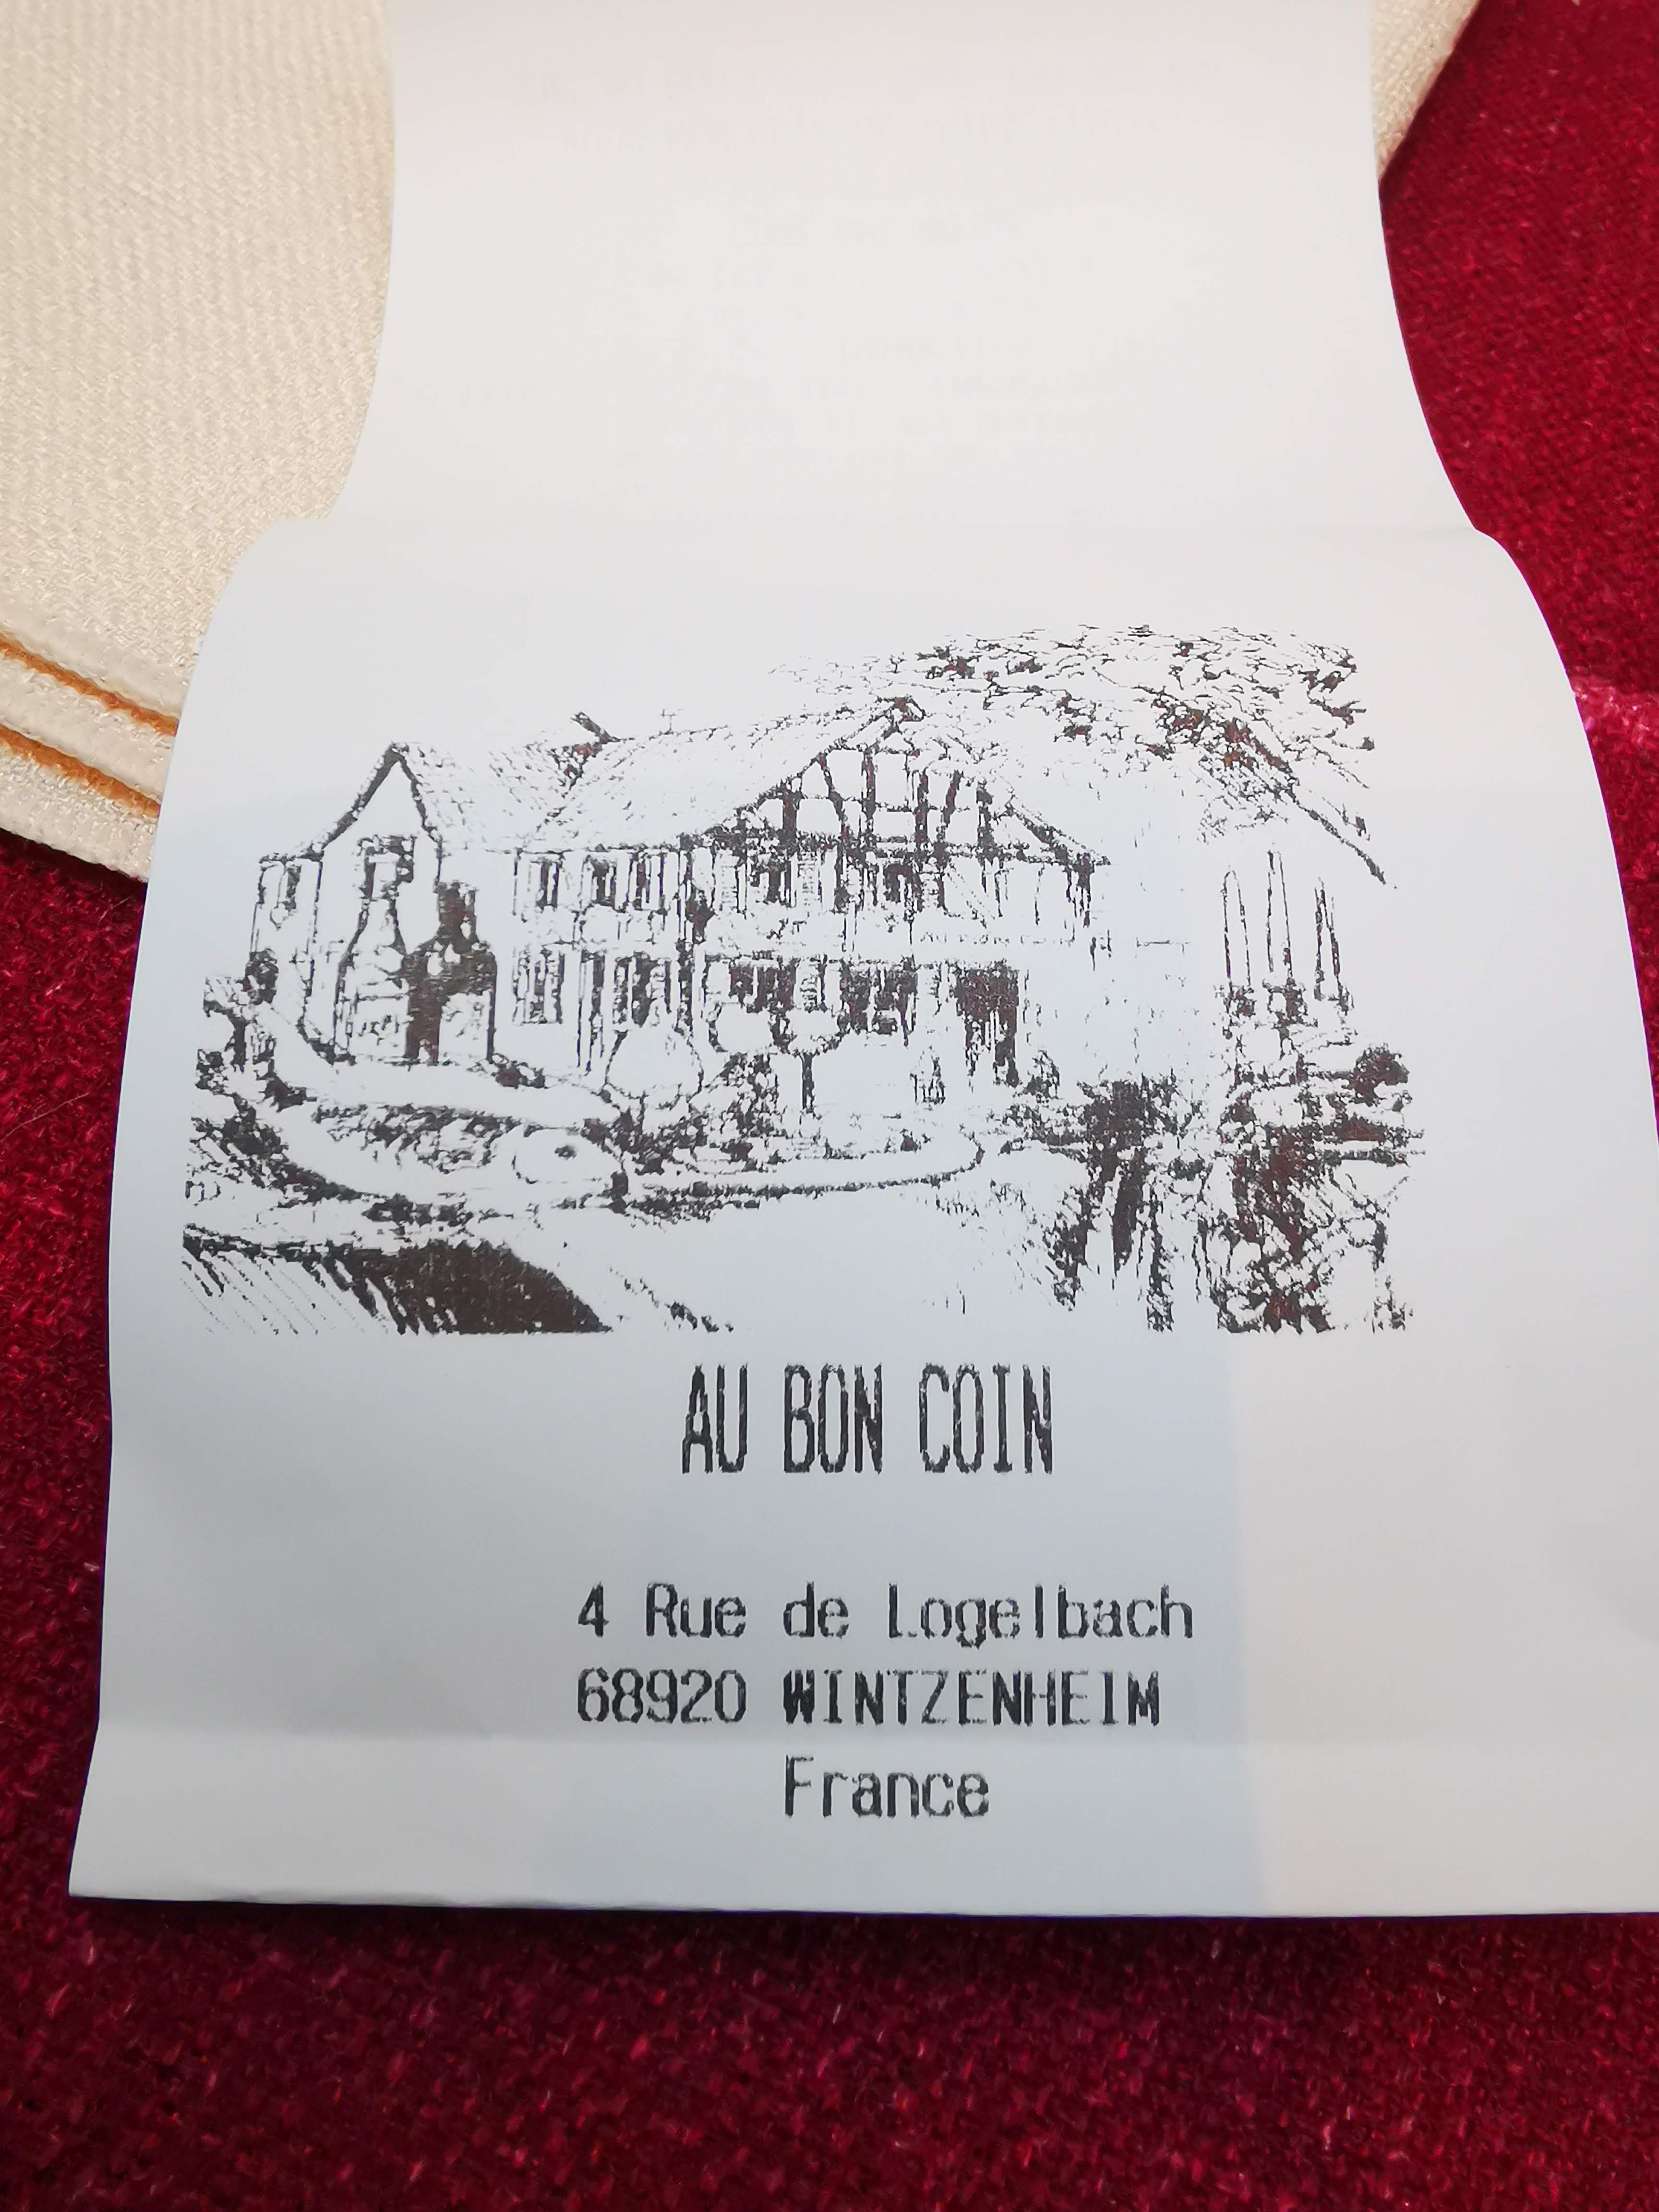 AU BON COIN
4 Rue de Logelbach
68920 WINTZENHEIM
France